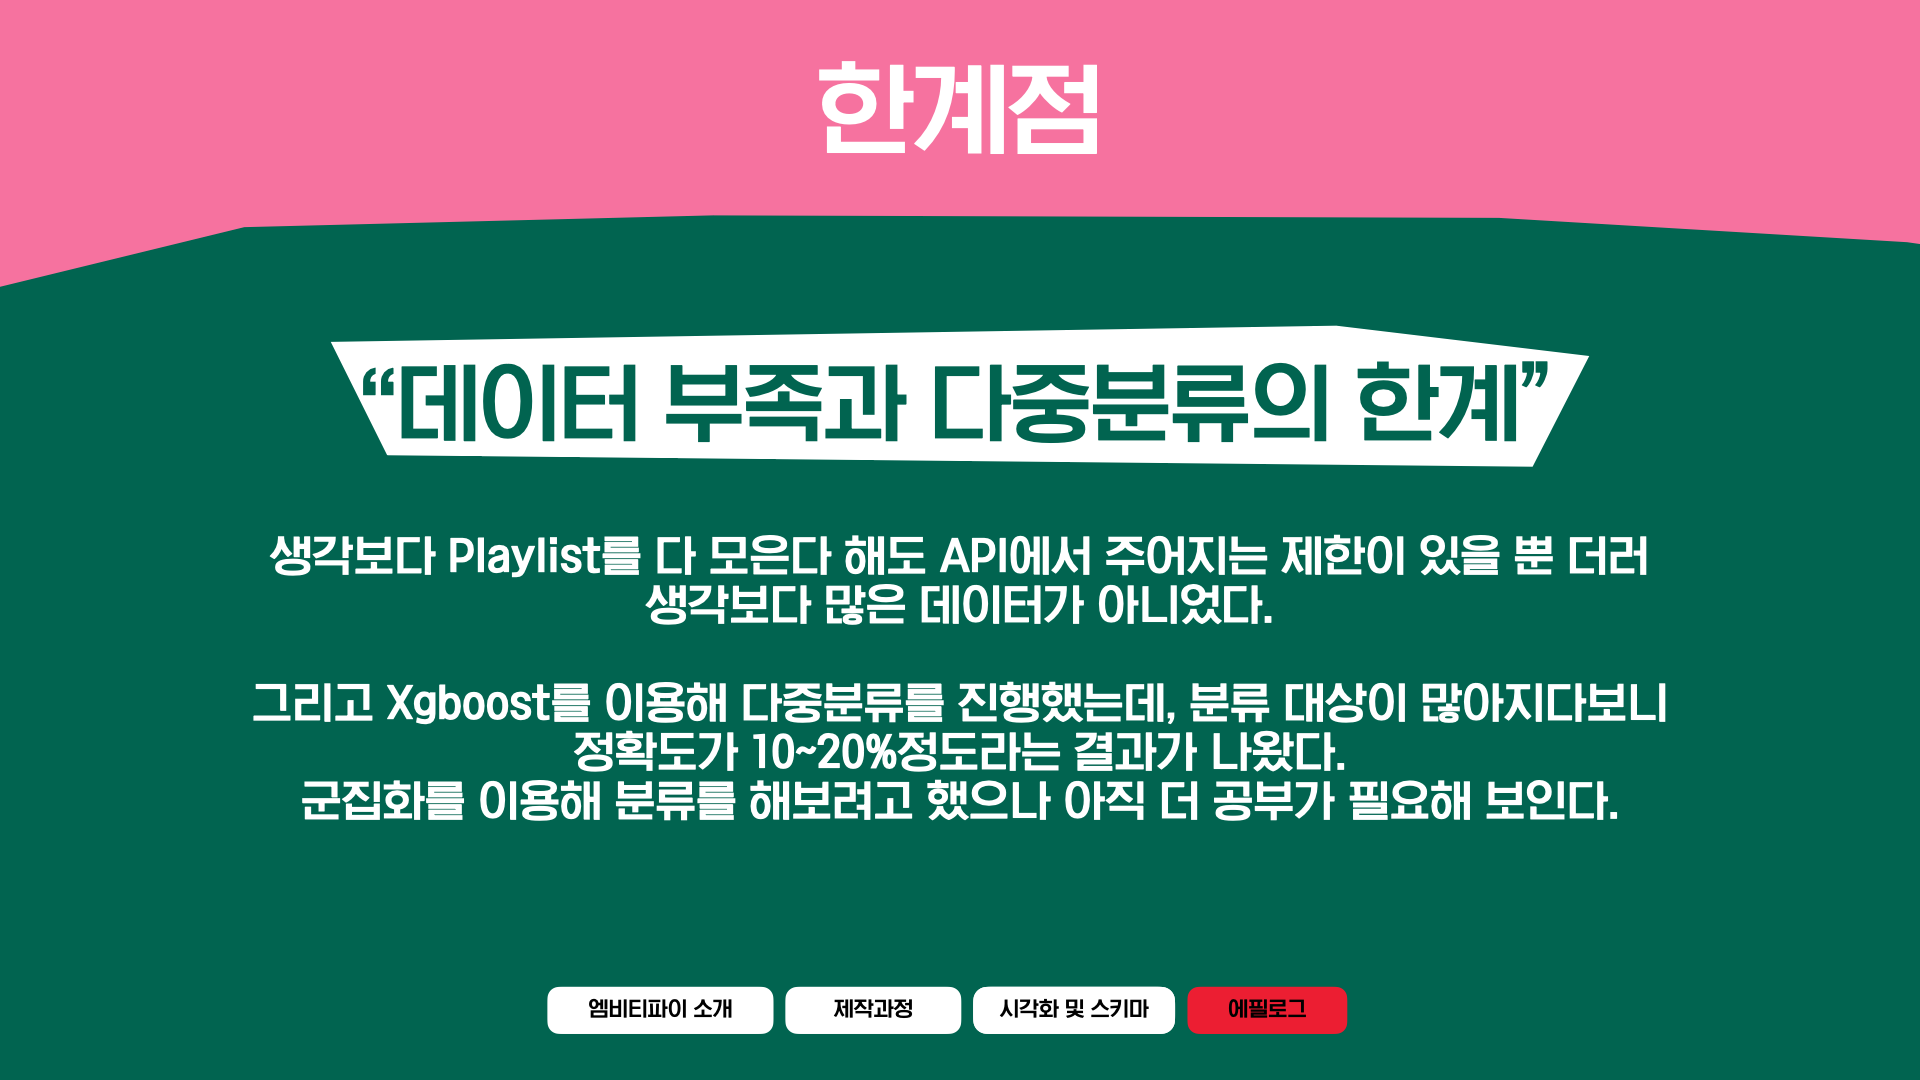 한계점
“데이터 부족과 다중분류의 한계”
생각보다 Playlist를 다 모은다 해도 API에서 주어지는 제한이 있을 뿐 더러
생각보다 많은 데이터가 아니었다.
그리고 Xgboost를 이용해 다중분류를 진행했는데, 분류 대상이 많아지다보니
정확도가 10~20%정도라는 결과가 나왔다.
군집화를 이용해 분류를 해보려고 했으나 아직 더 공부가 필요해 보인다.
엠비티파이 소개
제작과정
시각화 및 스키마
에필로그